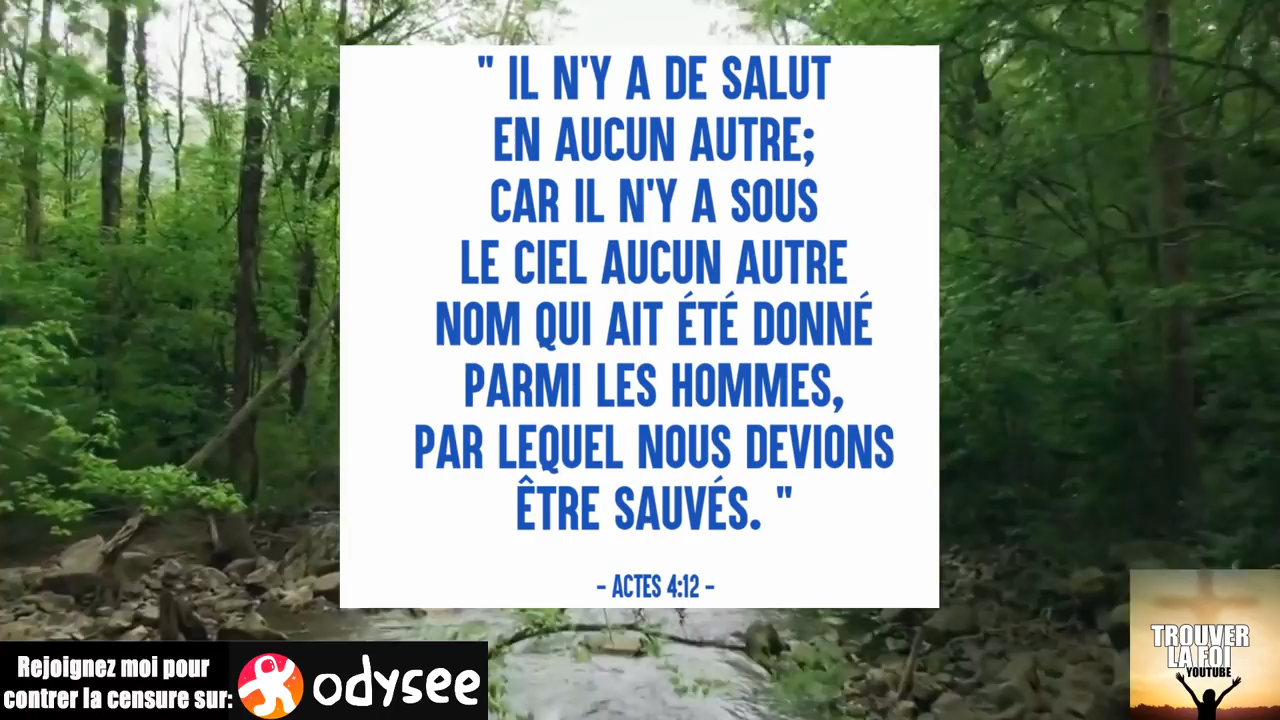 " IL N'Y A DE SALUT
EN AUCUN AUTRE;
CAR IL N'Y A SOUS
LE CIEL AUCUN AUTRE
NOM QUI AIT ÉTÉ DONNÉ
PARMI LES HOMMES,
PAR LEQUEL NOUS DEVIONS
ÊTRE SAUVÉS. "
– ACTES 4:12 –
Rejoignez moi pour
contrer la censure sur:
odysee
TROUVER
LA FOI
YOUTUBE